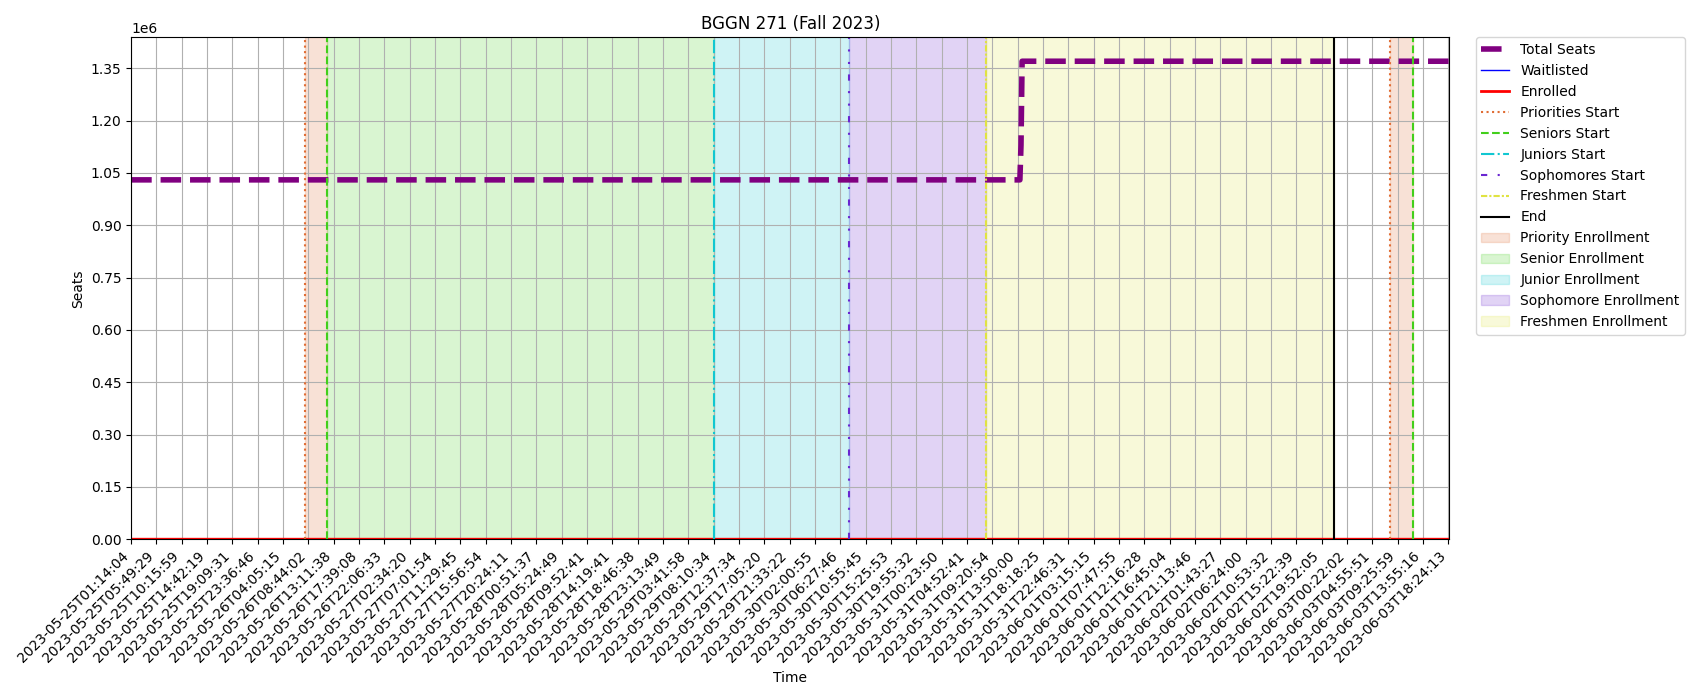 BGGN 271 (Fall 2023)
1e6
1.35
1.20
1.05
0.90
0.75
0.60
0.45
0.30
0.15
0.00
Seats
2023-05-25T01:14:04
2023-05-25T05:49:29
2023-05-25T10:15:59
2023-05-25T14:42:19
2023-05-25T19:09:31
2023-05-25T23:36:46
2023-05-26T04:05:15
2023-05-26T08:44:02
2023-05-26T13:11:38
2023-05-26T17:39:08
2023-05-26T22:06:33
2023-05-27T02:34:20
2023-05-27T07:01:54
2023-05-27T11:29:45
2023-05-27T15:56:54
2023-05-27T20:24:11
2023-05-28T00:51:37
2023-05-28T05:24:49
2023-05-28T09:52:41
2023-05-28T14:19:41
2023-05-28T18:46:38
2023-05-28T23:13:49
2023-05-29T03:41:58
2023-05-29T08:10:34
2023-05-29T12:37:34
2023-05-29T17:05:20
2023-05-29T21:33:22
2023-05-30T02:00:55
2023-05-30T06:27:46
2023-05-30T10:55:45
2023-05-30T15:25:53
2023-05-30T19:55:32
2023-05-31T00:23:50
2023-05-31T04:52:41
2023-05-31T09:20:54
2023-05-31T13:50:00
2023-05-31T18:18:25
2023-05-31T22:46:31
2023-06-01T03:15:15
2023-06-01T07:47:55
2023-06-01T12:16:28
2023-06-01T16:45:04
2023-06-01T21:13:46
2023-06-02T01:43:27
2023-06-02T06:24:00
2023-06-02T10:53:32
2023-06-02T15:22:39
2023-06-02T19:52:05
2023-06-03T00:22:02
2023-06-03T04:55:51
2023-06-03T09:25:59
2023-06-03T13:55:16
2023-06-03T18:24:13
Time
Total Seats
Waitlisted
Enrolled
Priorities Start
Seniors Start
Juniors Start
Sophomores Start
Freshmen Start
End
Priority Enrollment
Senior Enrollment
Junior Enrollment
Sophomore Enrollment
Freshmen Enrollment